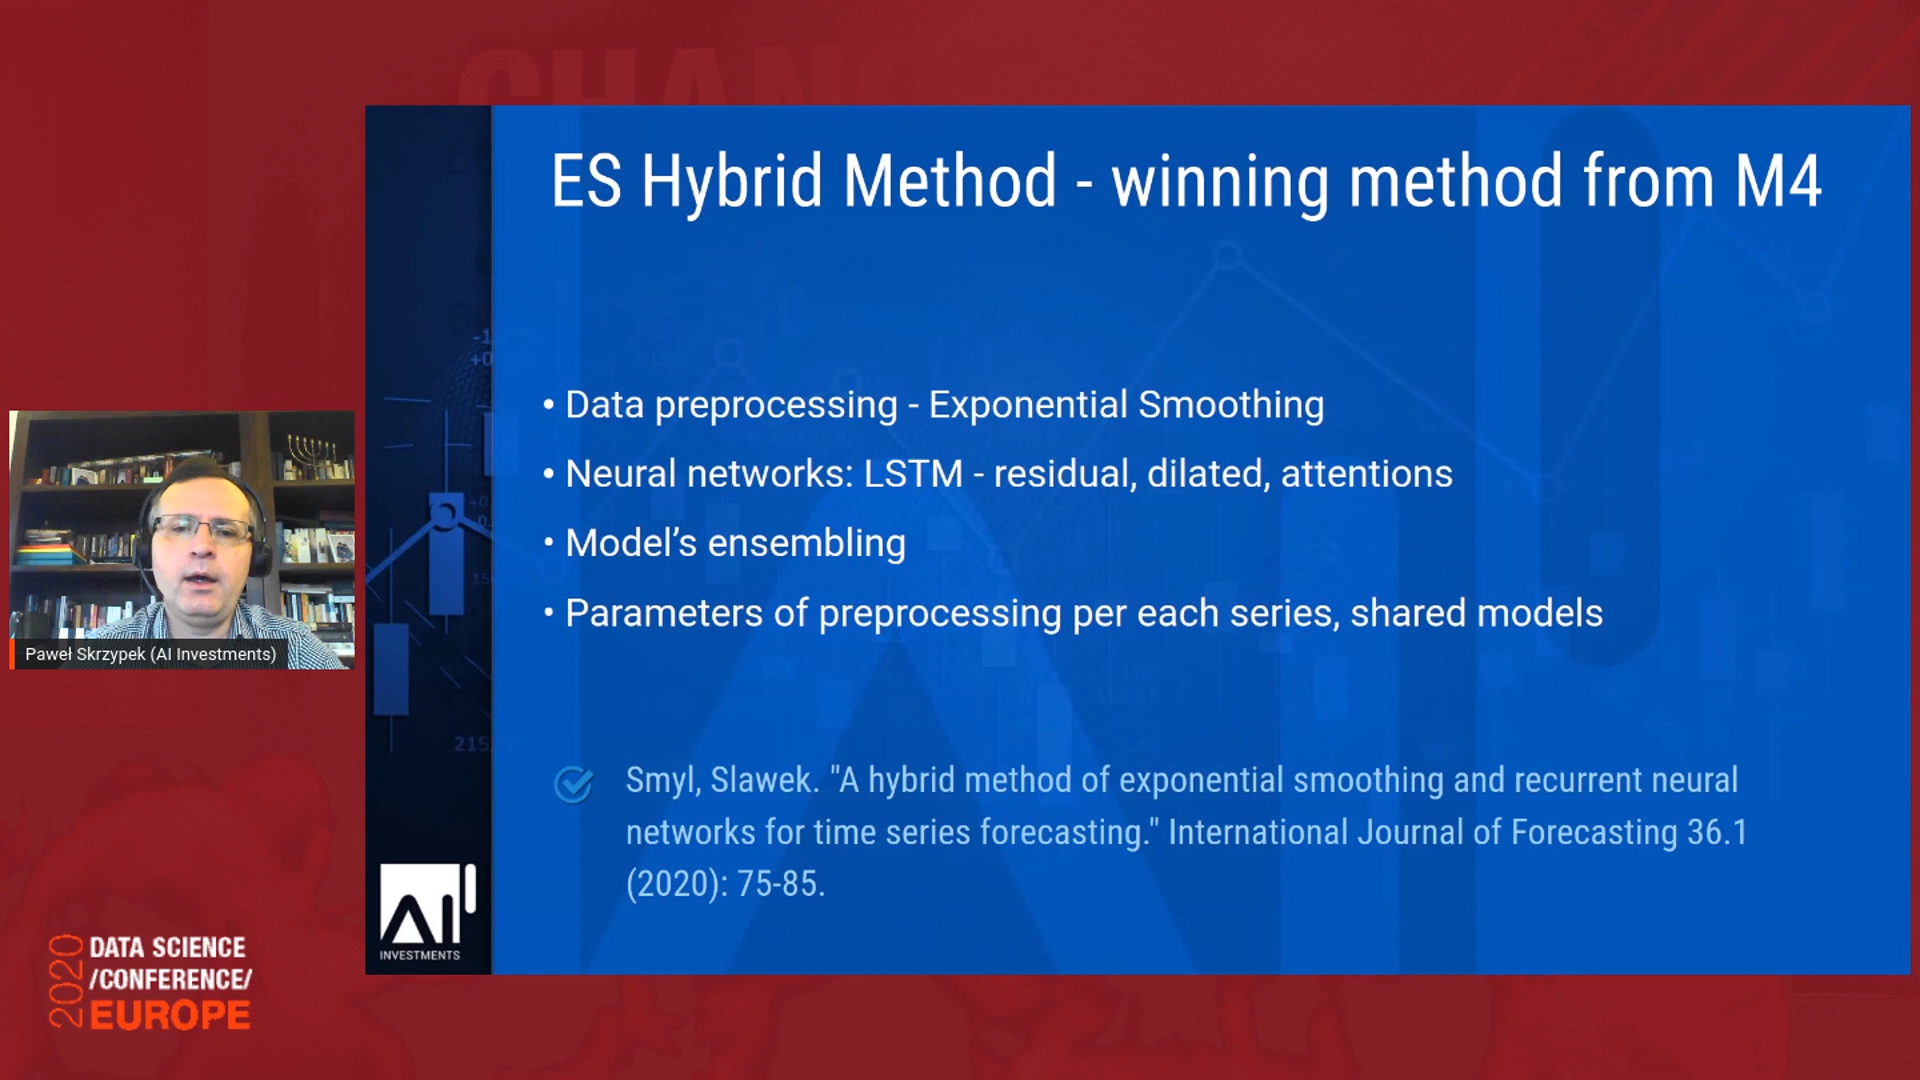 ES Hybrid Method - winning method from M4
• Data preprocessing - Exponential Smoothing
• Neural networks: LSTM - residual, dilated, attentions
• Model’s ensembling
• Parameters of preprocessing per each series, shared models
Smyl, Slawek. "A hybrid method of exponential smoothing and recurrent neural
networks for time series forecasting." International Journal of Forecasting 36.1
(2020): 75-85.
Paweł Skrzypek (AI Investments)
AI
INVESTMENTS
2020
DATA SCIENCE
/CONFERENCE/
EUROPE